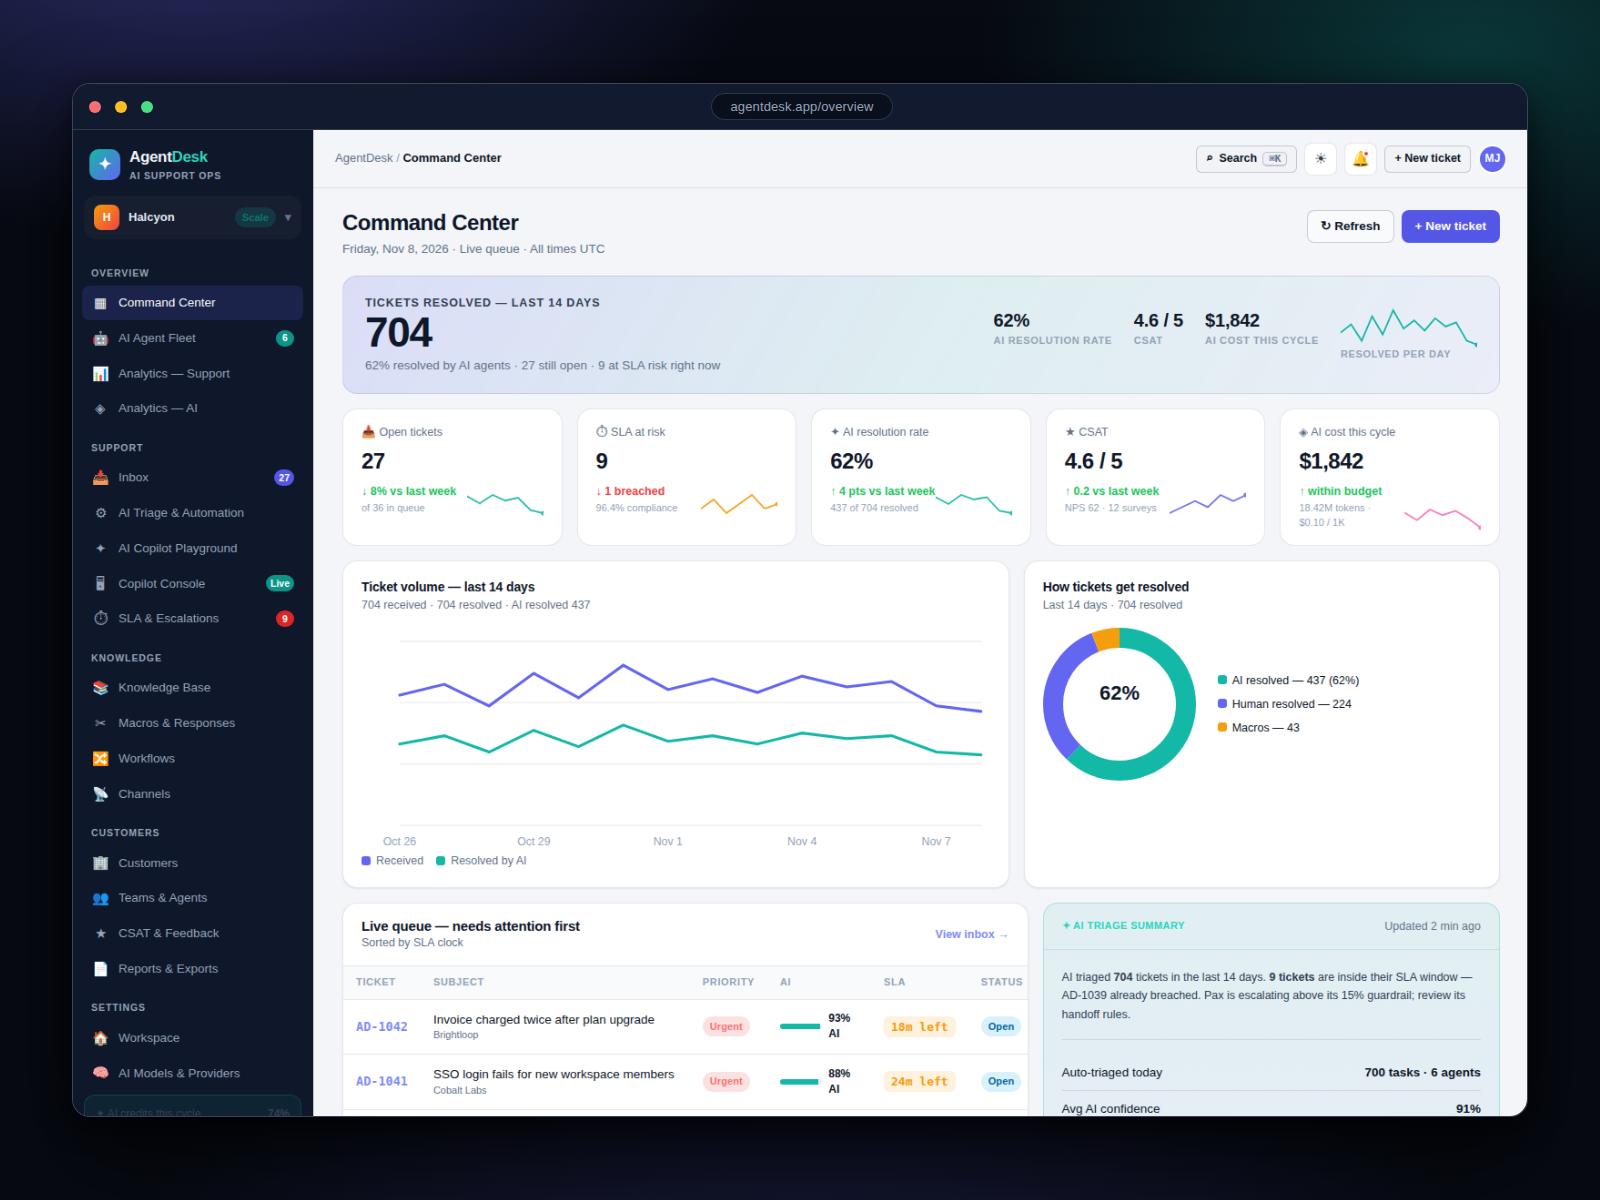 agentdesk.app/overview
AgentDesk
AI SUPPORT OPS
H Halcyon Scale ▾
OVERVIEW
Command Center
AI Agent Fleet 6
Analytics — Support
Analytics — AI
SUPPORT
Inbox 27
AI Triage & Automation
AI Copilot Playground
Copilot Console Live
SLA & Escalations 9
KNOWLEDGE
Knowledge Base
Macros & Responses
Workflows
Channels
CUSTOMERS
Customers
Teams & Agents
CSAT & Feedback
Reports & Exports
SETTINGS
Workspace
AI Models & Providers
✦ AI credits this cycle 74%
AgentDesk / Command Center
Search ⌘K
+ New ticket
MJ
Command Center
Friday, Nov 8, 2026 · Live queue · All times UTC
↻ Refresh
+ New ticket
TICKETS RESOLVED — LAST 14 DAYS
704
62% resolved by AI agents · 27 still open · 9 at SLA risk right now
62%
AI RESOLUTION RATE
4.6 / 5
CSAT
$1,842
AI COST THIS CYCLE
RESOLVED PER DAY
📥 Open tickets
27
↓ 8% vs last week
of 36 in queue
⏱ SLA at risk
9
↓ 1 breached
96.4% compliance
✦ AI resolution rate
62%
↑ 4 pts vs last week
437 of 704 resolved
★ CSAT
4.6 / 5
↑ 0.2 vs last week
NPS 62 · 12 surveys
◈ AI cost this cycle
$1,842
↑ within budget
18.42M tokens ·
$0.10 / 1K
Ticket volume — last 14 days
704 received · 704 resolved · AI resolved 437
Oct 26 Oct 29 Nov 1 Nov 4 Nov 7
Received Resolved by AI
How tickets get resolved
Last 14 days · 704 resolved
62%
AI resolved — 437 (62%)
Human resolved — 224
Macros — 43
Live queue — needs attention first
Sorted by SLA clock
View inbox →
TICKET SUBJECT PRIORITY AI SLA STATUS
AD-1042 Invoice charged twice after plan upgrade Urgent 93% 18m left Open
Brightloop AI
AD-1041 SSO login fails for new workspace members Urgent 88% 24m left Open
Cobalt Labs AI
✦ AI TRIAGE SUMMARY
Updated 2 min ago
AI triaged 704 tickets in the last 14 days. 9 tickets are inside their SLA window —
AD-1039 already breached. Pax is escalating above its 15% guardrail; review its
handoff rules.
Auto-triaged today 700 tasks · 6 agents
Avg AI confidence 91%